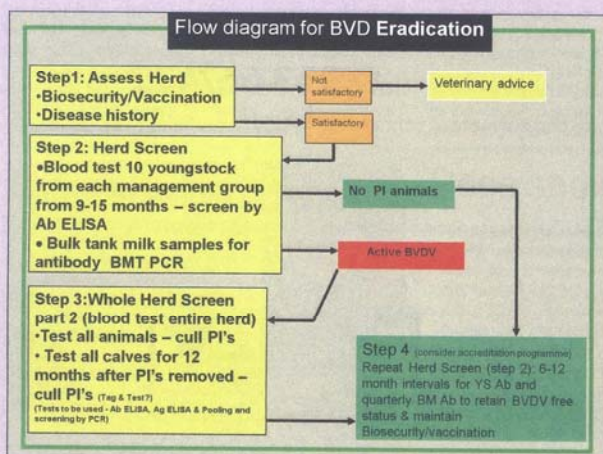 Flow diagram for BVD Eradication
Step1: Assess Herd
•Biosecurity/Vaccination
•Disease history
Not
satisfactory
Veterinary advice
Satisfactory
Step 2: Herd Screen
•Blood test 10 youngstock
from each management group
from 9-15 months – screen by
Ab ELISA
• Bulk tank milk samples for
antibody BMT PCR
No PI animals
Active BVDV
Step 3:Whole Herd Screen
part 2 (blood test entire herd)
•Test all animals – cull PI's
• Test all calves for 12
months after PI's removed –
cull PI's (Tag & Test?)
(Tests to be used - Ab ELISA, Ag ELISA & Pooling and
screening by PCR)
Step 4 (consider accreditation programme)
Repeat Herd Screen (step 2): 6-12
month intervals for YS Ab and
quarterly BM Ab to retain BVDV free
status & maintain
Biosecurity/vaccination